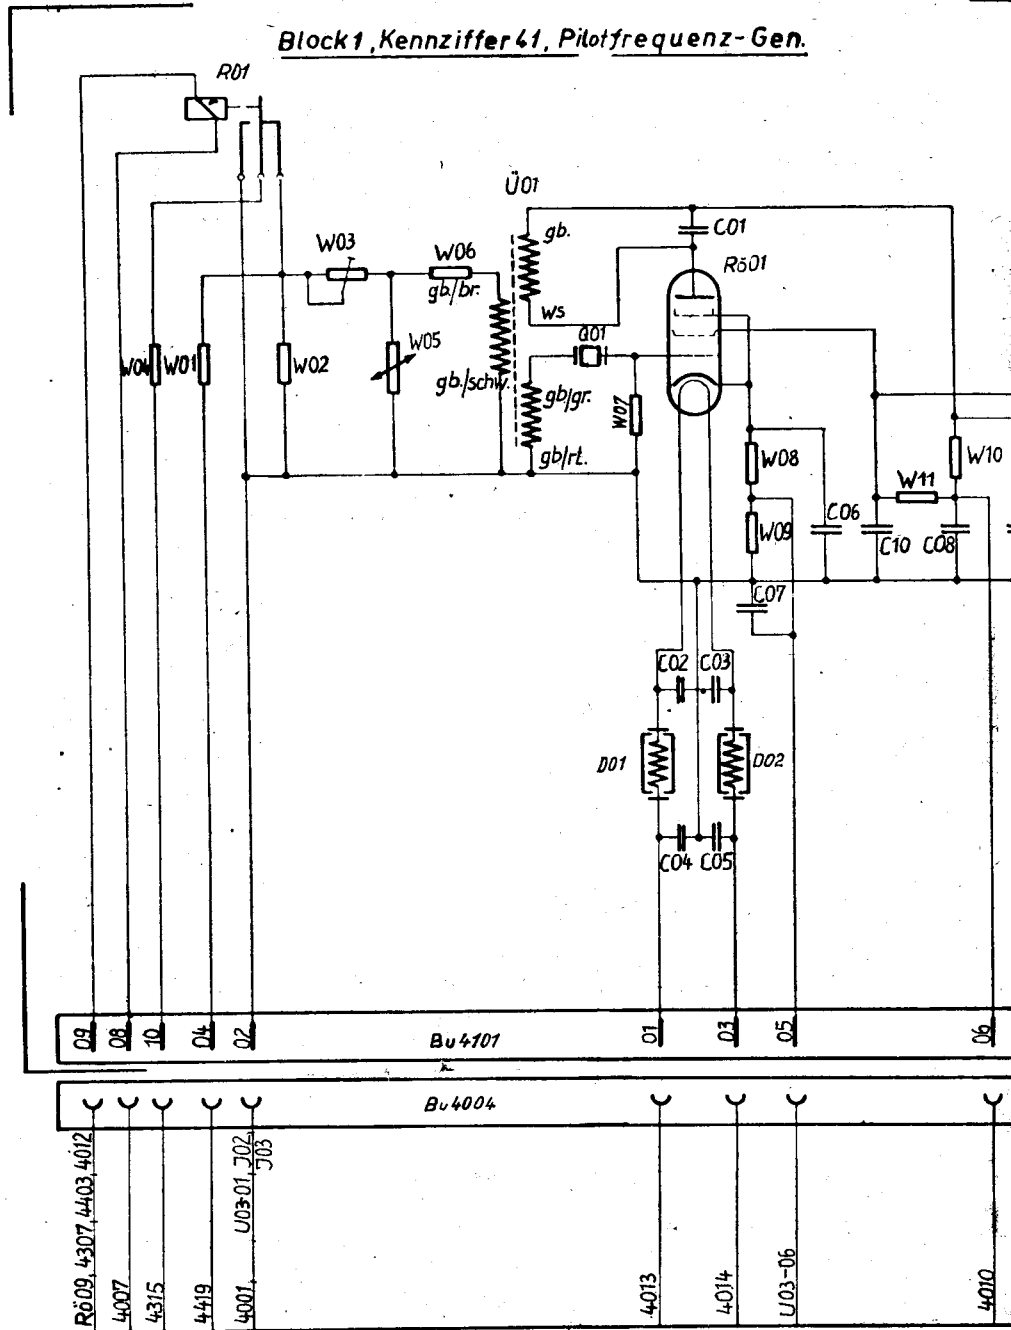 Block 1, Kennziffer 41, Pilotfrequenz-Gen.
R01
Ü01
gb.
C01
W03
W06
Rö01
gb./br.
ws
Q01
W05
W04
W01
W02
gb./schw.
gb/gr.
W07
gb/rt.
W08
W10
W11
C06
W09
C10
C08
C07
C02
C03
D01
D02
C04
C05
09
08
10
04
02
Bu 4101
01
03
05
06
Bu 4004
Rö09, 4307, 4403, 4012
4007
4315
4419
4001, U03-01, J02,
J03
4013
4014
U03-06
4010